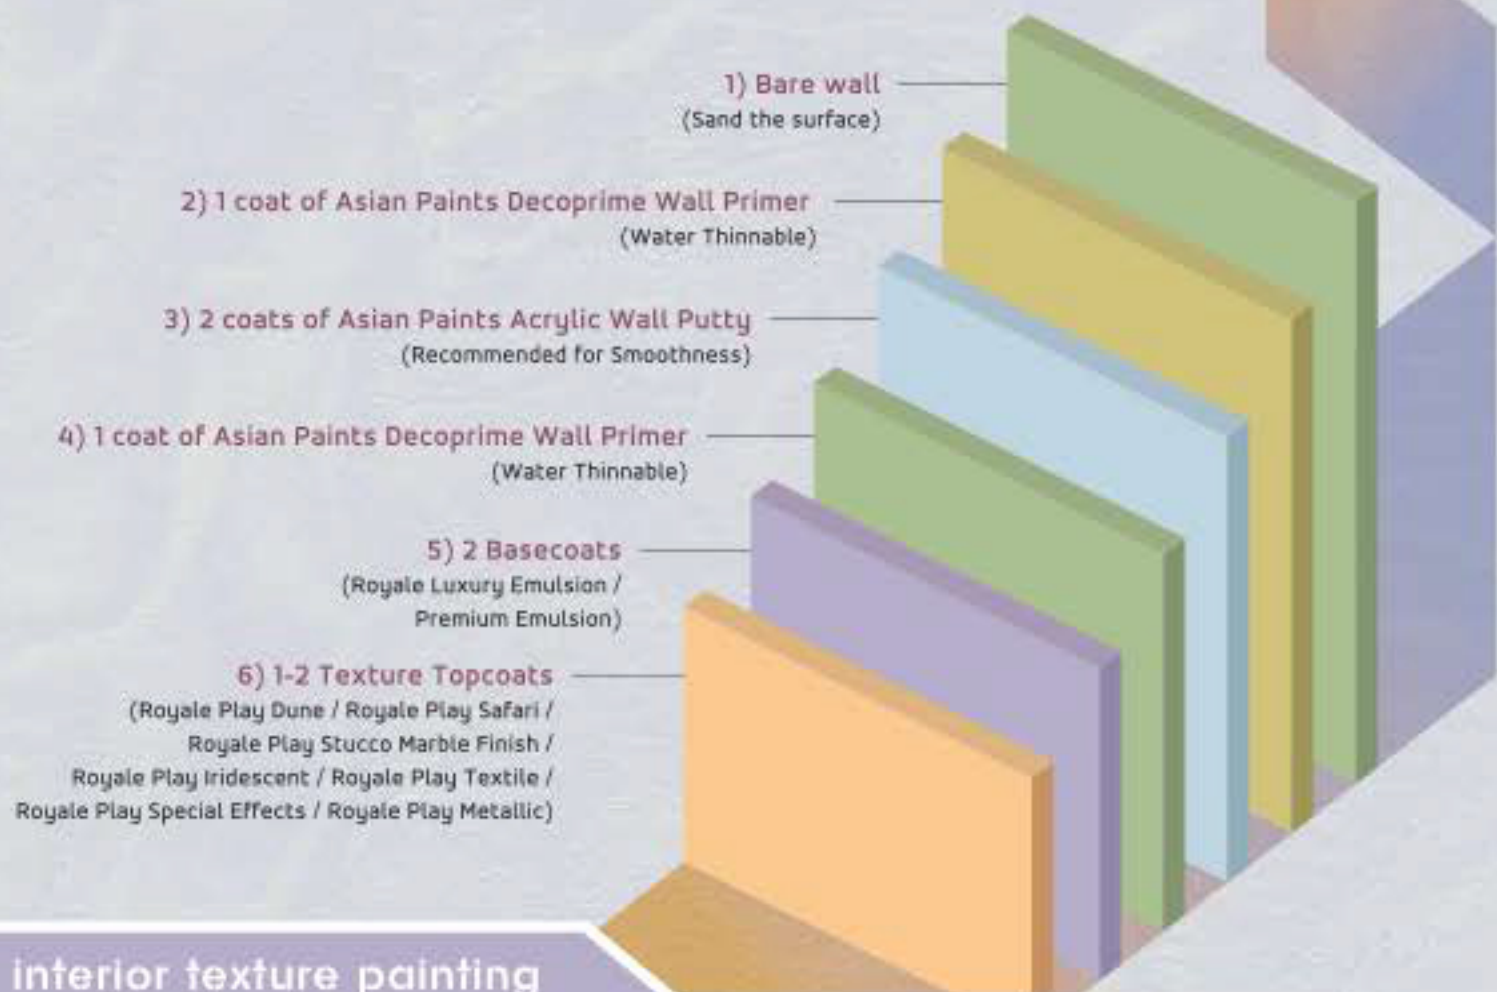 1) Bare wall
(Sand the surface)
2) 1 coat of Asian Paints Decoprime Wall Primer
(Water Thinnable)
3) 2 coats of Asian Paints Acrylic Wall Putty
(Recommended for Smoothness)
4) 1 coat of Asian Paints Decoprime Wall Primer
(Water Thinnable)
5) 2 Basecoats
(Royale Luxury Emulsion /
Premium Emulsion)
6) 1-2 Texture Topcoats
(Royale Play Dune / Royale Play Safari /
Royale Play Stucco Marble Finish /
Royale Play Iridescent / Royale Play Textile /
Royale Play Special Effects / Royale Play Metallic)
interior texture painting